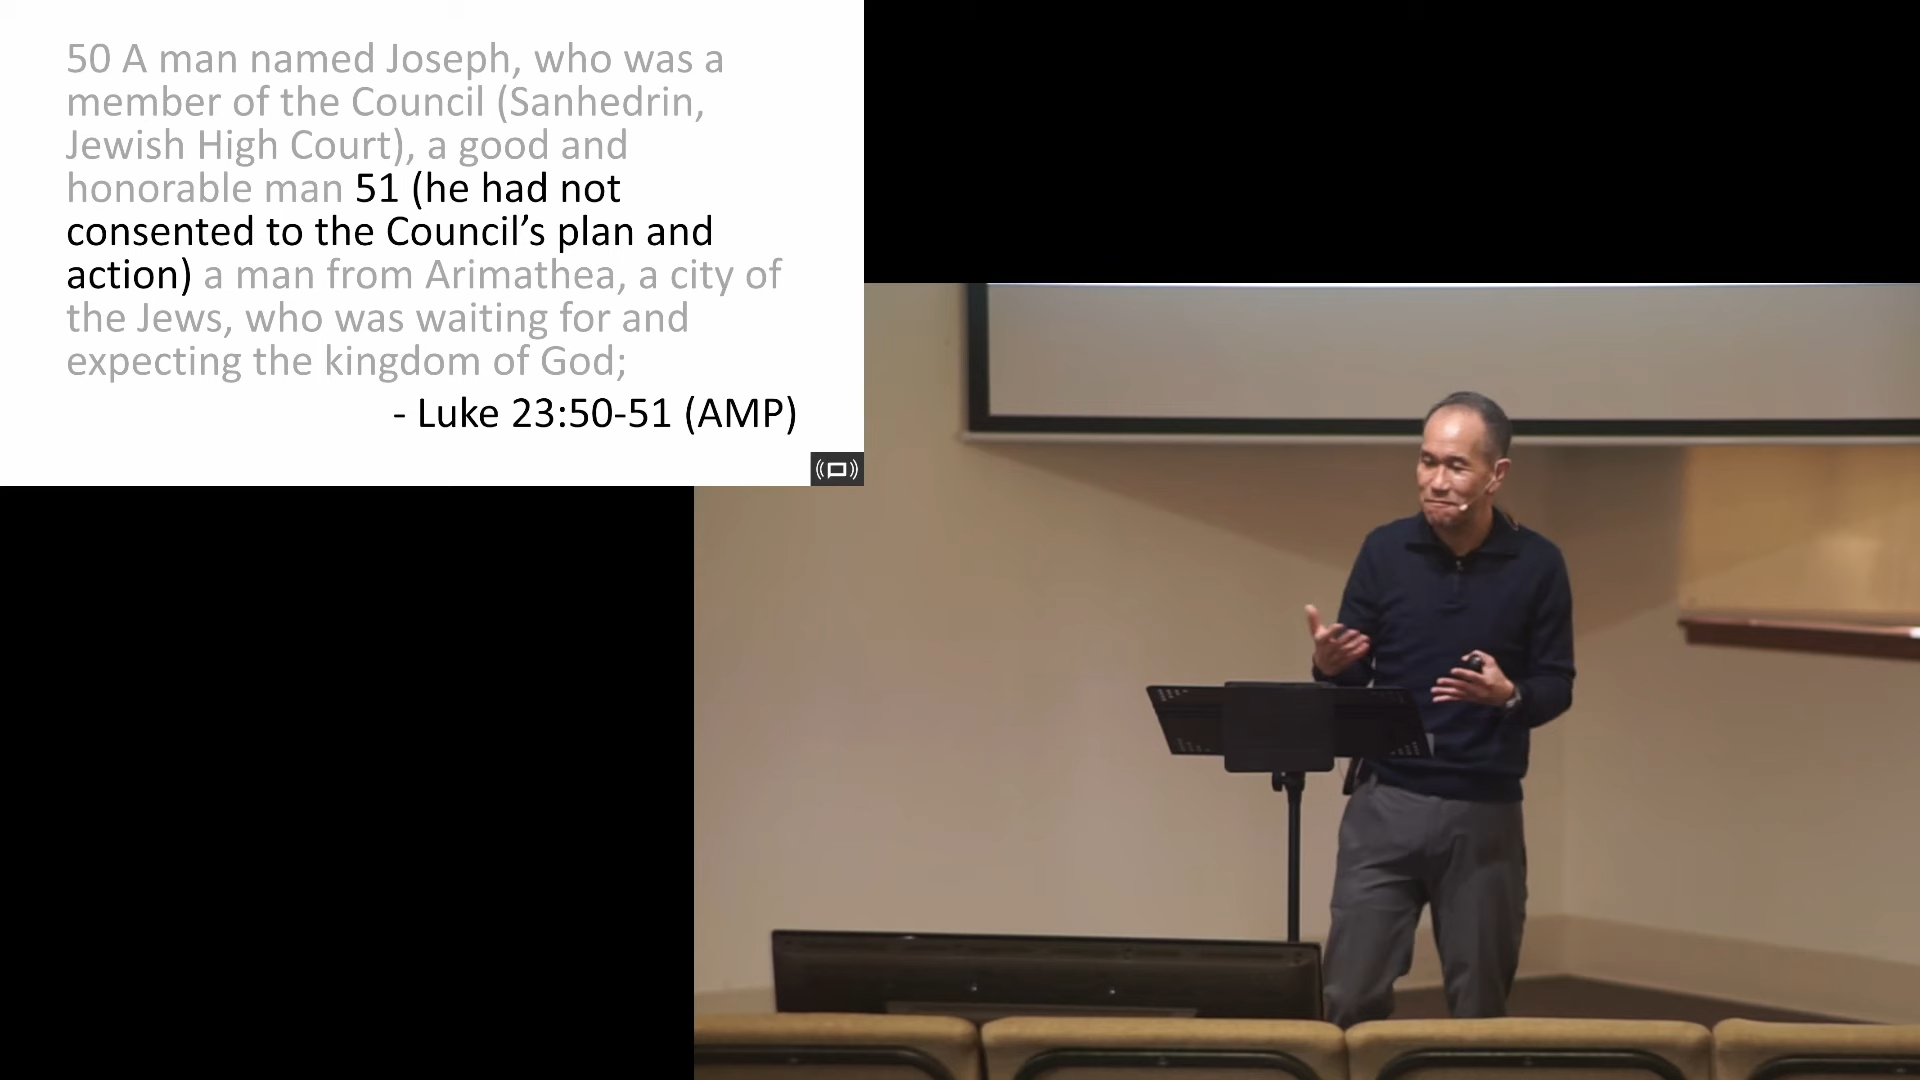 50 A man named Joseph, who was a
member of the Council (Sanhedrin,
Jewish High Court), a good and
honorable man 51 (he had not
consented to the Council’s plan and
action) a man from Arimathea, a city of
the Jews, who was waiting for and
expecting the kingdom of God;
- Luke 23:50-51 (AMP)